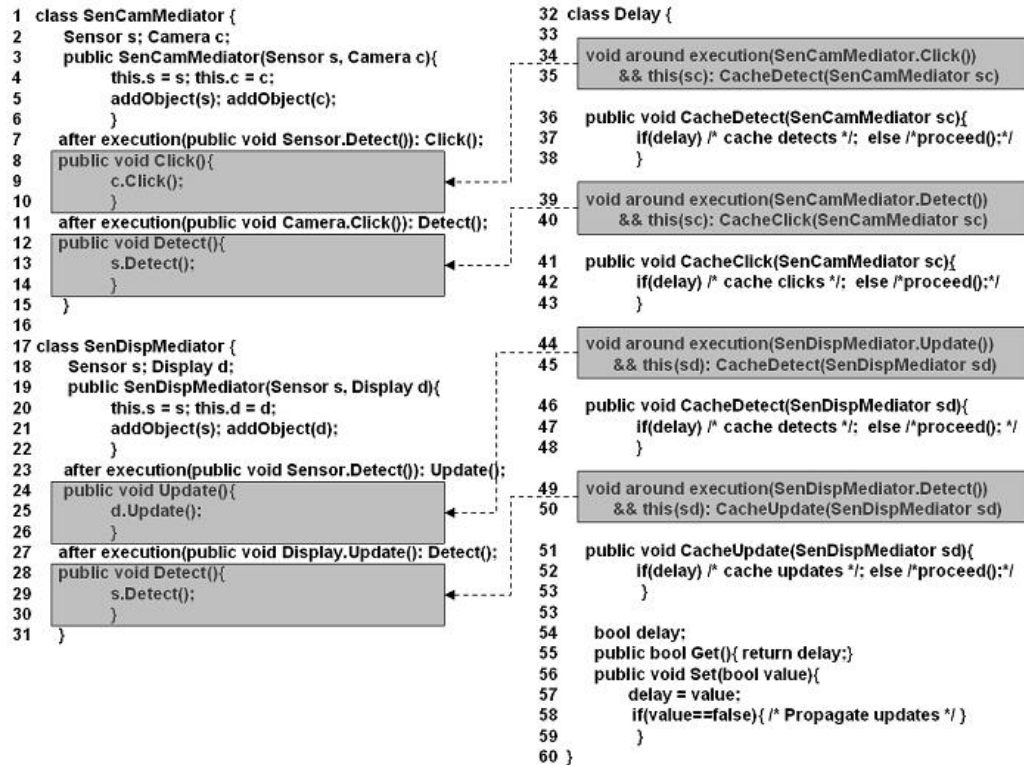 1 class SenCamMediator {
2 Sensor s; Camera c;
3 public SenCamMediator(Sensor s, Camera c){
4 this.s = s; this.c = c;
5 addObject(s); addObject(c);
6 }
7 after execution(public void Sensor.Detect()): Click();
8 public void Click(){
9 c.Click();
10 }
11 after execution(public void Camera.Click()): Detect();
12 public void Detect(){
13 s.Detect();
14 }
15 }
16
17 class SenDispMediator {
18 Sensor s; Display d;
19 public SenDispMediator(Sensor s, Display d){
20 this.s = s; this.d = d;
21 addObject(s); addObject(d);
22 }
23 after execution(public void Sensor.Detect()): Update();
24 public void Update(){
25 d.Update();
26 }
27 after execution(public void Display.Update(): Detect();
28 public void Detect(){
29 s.Detect();
30 }
31 }
32 class Delay {
33
34 void around execution(SenCamMediator.Click())
35 && this(sc): CacheDetect(SenCamMediator sc)
36 public void CacheDetect(SenCamMediator sc){
37 if(delay) /* cache detects */; else /*proceed();*/
38 }
39 void around execution(SenCamMediator.Detect())
40 && this(sc): CacheClick(SenCamMediator sc)
41 public void CacheClick(SenCamMediator sc){
42 if(delay) /* cache clicks */; else /*proceed();*/
43 }
44 void around execution(SenDispMediator.Update())
45 && this(sd): CacheDetect(SenDispMediator sd)
46 public void CacheDetect(SenDispMediator sd){
47 if(delay) /* cache detects */; else /*proceed(); */
48 }
49 void around execution(SenDispMediator.Detect())
50 && this(sd): CacheUpdate(SenDispMediator sd)
51 public void CacheUpdate(SenDispMediator sd){
52 if(delay) /* cache updates */; else /*proceed();*/
53 }
53
54 bool delay;
55 public bool Get(){ return delay;}
56 public void Set(bool value){
57 delay = value;
58 if(value==false){ /* Propagate updates */ }
59 }
60 }